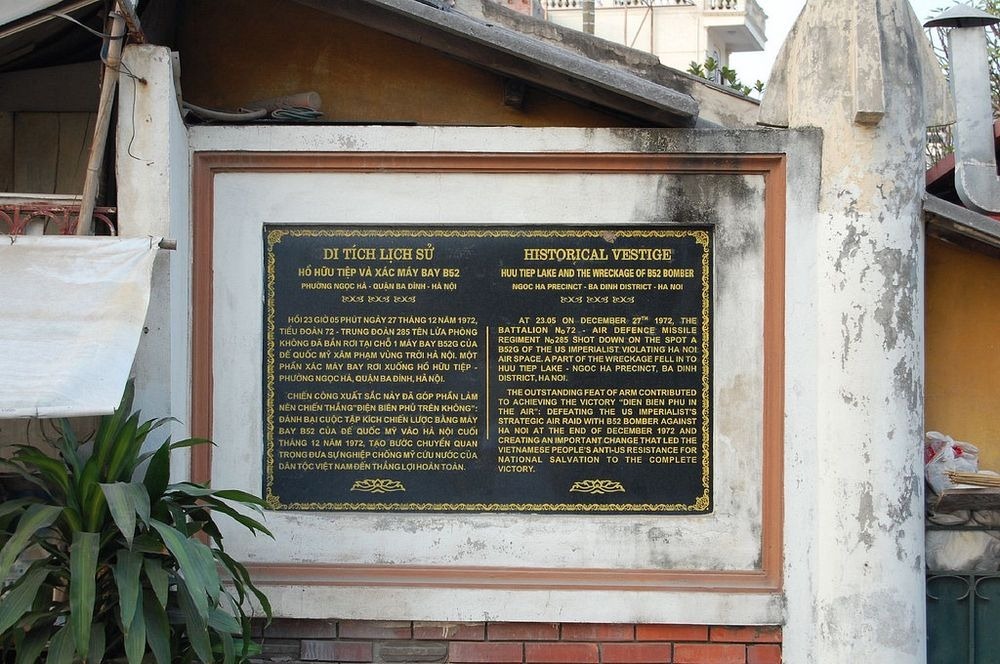 DI TÍCH LỊCH SỬ
HỒ HỮU TIỆP VÀ XÁC MÁY BAY B52
PHƯỜNG NGỌC HÀ - QUẬN BA ĐÌNH - HÀ NỘI
HỒI 23 GIỜ 05 PHÚT NGÀY 27 THÁNG 12 NĂM 1972,
TIỂU ĐOÀN 72 - TRUNG ĐOÀN 285 TÊN LỬA PHÒNG
KHÔNG ĐÃ BẮN RƠI TẠI CHỖ 1 MÁY BAY B52G CỦA
ĐẾ QUỐC MỸ XÂM PHẠM VÙNG TRỜI HÀ NỘI. MỘT
PHẦN XÁC MÁY BAY RƠI XUỐNG HỒ HỮU TIỆP -
PHƯỜNG NGỌC HÀ, QUẬN BA ĐÌNH, HÀ NỘI.
CHIẾN CÔNG XUẤT SẮC NÀY ĐÃ GÓP PHẦN LÀM
NÊN CHIẾN THẮNG "ĐIỆN BIÊN PHỦ TRÊN KHÔNG":
ĐÁNH BẠI CUỘC TẬP KÍCH CHIẾN LƯỢC BẰNG MÁY
BAY B52 CỦA ĐẾ QUỐC MỸ VÀO HÀ NỘI CUỐI
THÁNG 12 NĂM 1972, TẠO BƯỚC CHUYỂN QUAN
TRỌNG ĐƯA SỰ NGHIỆP CHỐNG MỸ CỨU NƯỚC CỦA
DÂN TỘC VIỆT NAM ĐẾN THẮNG LỢI HOÀN TOÀN.
HISTORICAL VESTIGE
HUU TIEP LAKE AND THE WRECKAGE OF B52 BOMBER
NGOC HA PRECINCT - BA DINH DISTRICT - HA NOI
AT 23.05 ON DECEMBER 27TH 1972, THE
BATTALION No72 - AIR DEFENCE MISSILE
REGIMENT No285 SHOT DOWN ON THE SPOT A
B52G OF THE US IMPERIALIST VIOLATING HA NOI
AIR SPACE. A PART OF THE WRECKAGE FELL IN TO
HUU TIEP LAKE - NGOC HA PRECINCT, BA DINH
DISTRICT, HA NOI.
THE OUTSTANDING FEAT OF ARM CONTRIBUTED
TO ACHIEVING THE VICTORY "DIEN BIEN PHU IN
THE AIR": DEFEATING THE US IMPERIALIST'S
STRATEGIC AIR RAID WITH B52 BOMBER AGAINST
HA NOI AT THE END OF DECEMBER 1972 AND
CREATING AN IMPORTANT CHANGE THAT LED THE
VIETNAMESE PEOPLE'S ANTI-US RESISTANCE FOR
NATIONAL SALVATION TO THE COMPLETE
VICTORY.